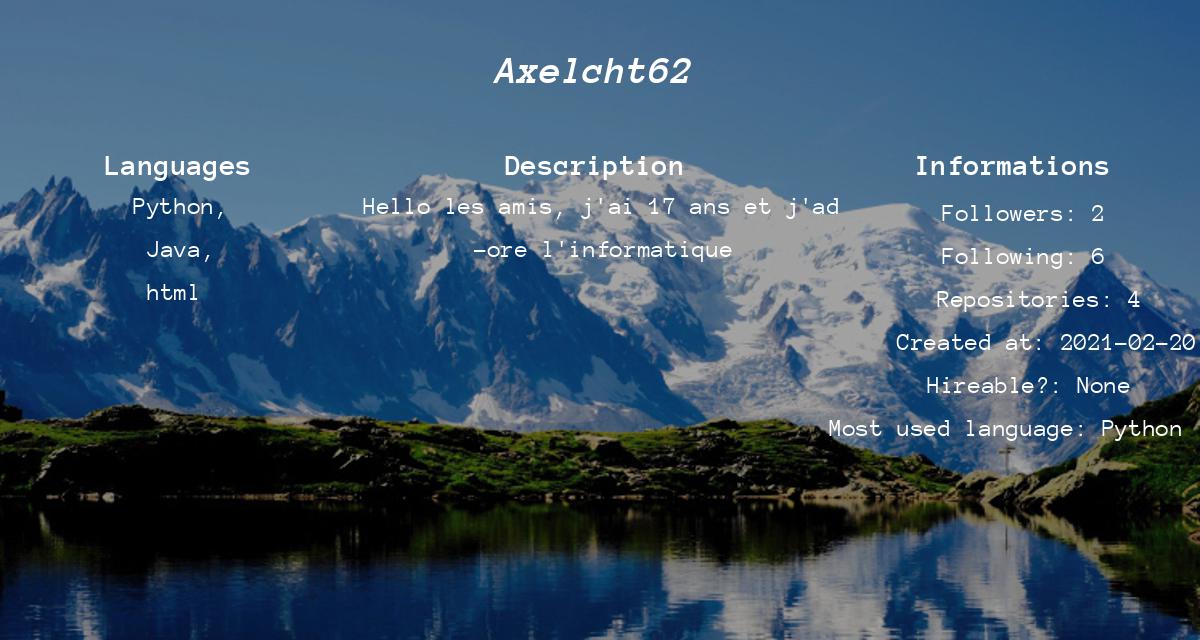 Axelcht62
Languages
Python,
Java,
html
Description
Hello les amis, j'ai 17 ans et j'ad
-ore l'informatique
Informations
Followers: 2
Following: 6
Repositories: 4
Created at: 2021-02-20
Hireable?: None
Most used language: Python